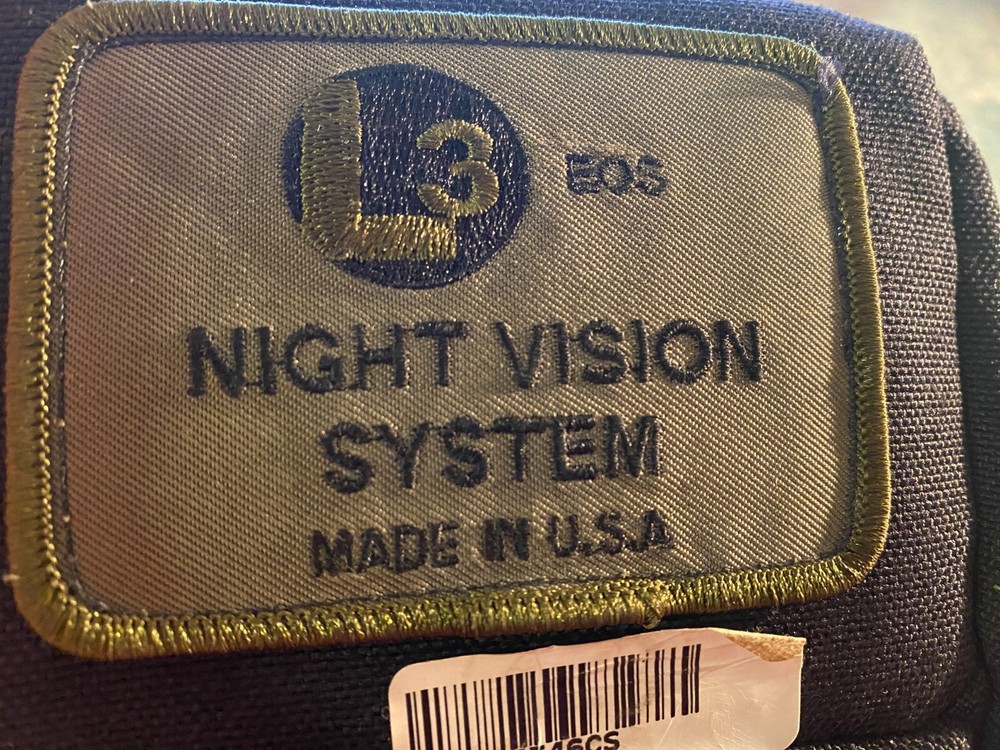 L3 EOS
NIGHT VISION
SYSTEM
MADE IN U.S.A